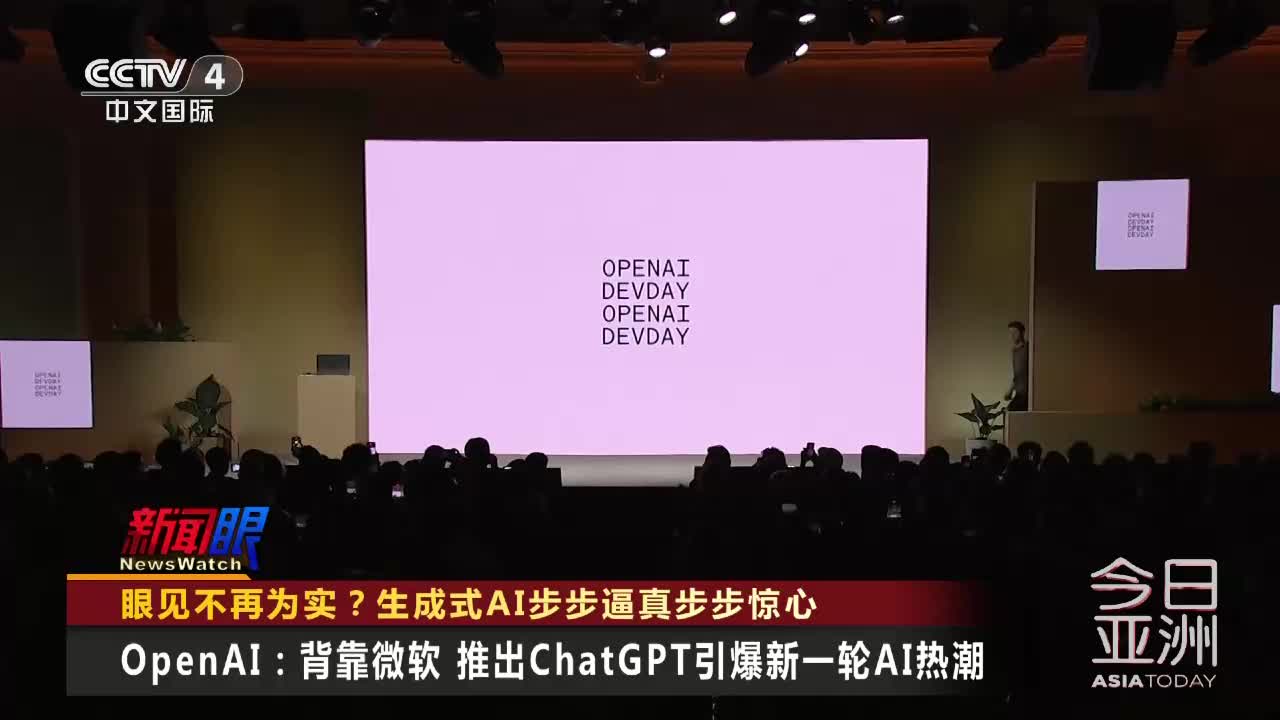 CCTV 4
中文国际
OPENAI
DEVDAY
OPENAI
DEVDAY
OPENAI
DEVDAY
OPENAI
DEVDAY
OPENAI
DEVDAY
OPENAI
DEVDAY
新闻眼
NewsWatch
眼见不再为实？生成式AI步步逼真步步惊心
OpenAI：背靠微软 推出ChatGPT引爆新一轮AI热潮
今日
亚洲
ASIA TODAY